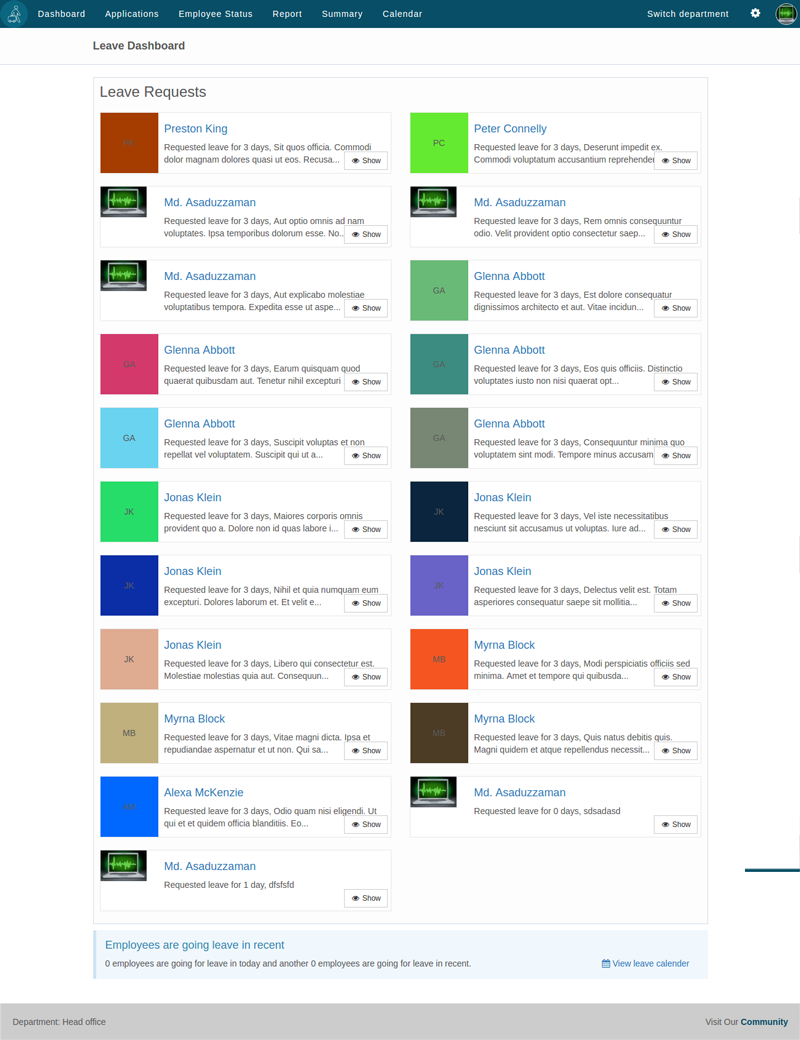 Dashboard Applications Employee Status Report Summary Calendar Switch department
Leave Dashboard
Leave Requests
PK
Preston King
Requested leave for 3 days, Sit quos officia. Commodi
dolor magnam dolores quasi ut eos. Recusa...
Show
PC
Peter Connelly
Requested leave for 3 days, Deserunt impedit ex.
Commodi voluptatum accusantium reprehender
Show
Md. Asaduzzaman
Requested leave for 3 days, Aut optio omnis ad nam
voluptates. Ipsa temporibus dolorum esse. No...
Show
Md. Asaduzzaman
Requested leave for 3 days, Rem omnis consequuntur
odio. Velit provident optio consectetur saep...
Show
Md. Asaduzzaman
Requested leave for 3 days, Aut explicabo molestiae
voluptatibus tempora. Expedita esse ut aspe...
Show
GA
Glenna Abbott
Requested leave for 3 days, Est dolore consequatur
dignissimos architecto et aut. Vitae incidun...
Show
GA
Glenna Abbott
Requested leave for 3 days, Earum quisquam quod
quaerat quibusdam aut. Tenetur nihil excepturi
Show
GA
Glenna Abbott
Requested leave for 3 days, Eos quis officiis. Distinctio
voluptates iusto non nisi quaerat opt...
Show
GA
Glenna Abbott
Requested leave for 3 days, Suscipit voluptas et non
repellat vel voluptatem. Suscipit qui ut a...
Show
GA
Glenna Abbott
Requested leave for 3 days, Consequuntur minima quo
voluptatem sint modi. Tempore minus accusam
Show
JK
Jonas Klein
Requested leave for 3 days, Maiores corporis omnis
provident quo a. Dolore non id quas labore i...
Show
JK
Jonas Klein
Requested leave for 3 days, Vel iste necessitatibus
nesciunt sit accusamus ut voluptas. Iure ad...
Show
JK
Jonas Klein
Requested leave for 3 days, Nihil et quia numquam eum
excepturi. Dolores laborum et. Et velit e...
Show
JK
Jonas Klein
Requested leave for 3 days, Delectus velit est. Totam
asperiores consequatur saepe sit mollitia...
Show
JK
Jonas Klein
Requested leave for 3 days, Libero qui consectetur est.
Molestiae molestias quia aut. Consequun...
Show
MB
Myrna Block
Requested leave for 3 days, Modi perspiciatis officiis sed
minima. Amet et tempore qui quibusda...
Show
MB
Myrna Block
Requested leave for 3 days, Vitae magni dicta. Ipsa et
repudiandae aspernatur et ut non. Qui sa...
Show
MB
Myrna Block
Requested leave for 3 days, Quis natus debitis quis.
Magni quidem et atque repellendus necessit...
Show
AM
Alexa McKenzie
Requested leave for 3 days, Odio quam nisi eligendi. Ut
qui et et quidem officia blanditiis. Eo...
Show
Md. Asaduzzaman
Requested leave for 0 days, sdsadasd
Show
Md. Asaduzzaman
Requested leave for 1 day, dfsfsfd
Show
Employees are going leave in recent
0 employees are going for leave in today and another 0 employees are going for leave in recent.
View leave calender
Department: Head office
Visit Our Community